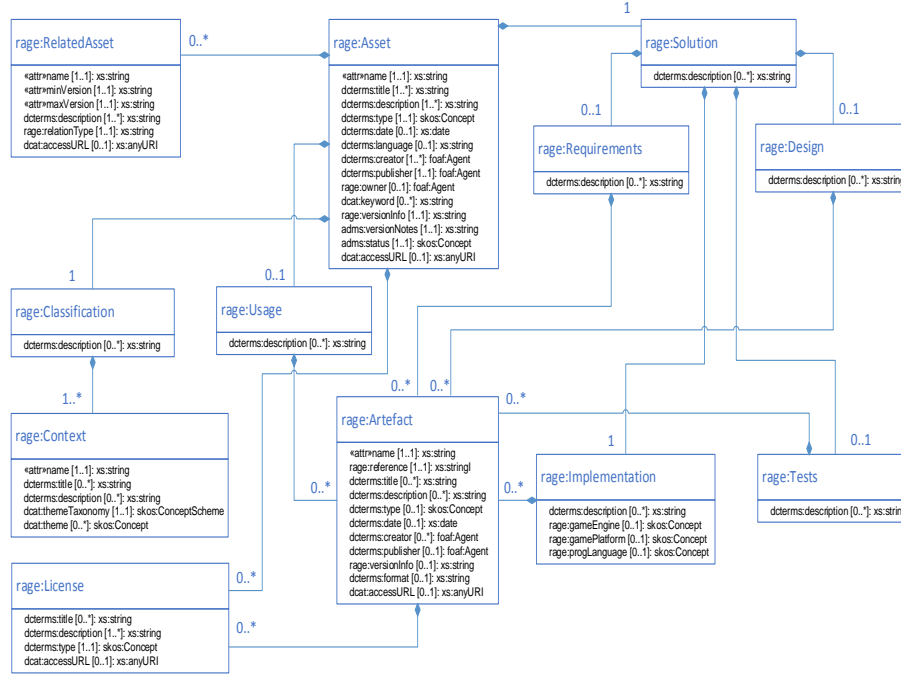 rage:RelatedAsset
«attr»name [1..1]: xs:string
«attr»minVersion [1..1]: xs:string
«attr»maxVersion [1..1]: xs:string
dcterms:description [1..*]: xs:string
rage:relationType [1..1]: xs:string
dcat:accessURL [0..1]: xs:anyURI
0..*
rage:Asset
«attr»name [1..1]: xs:string
dcterms:title [1..*]: xs:string
dcterms:description [1..*]: xs:string
dcterms:type [1..1]: skos:Concept
dcterms:date [0..1]: xs:date
dcterms:language [0..1]: xs:string
dcterms:creator [1..*]: foaf:Agent
dcterms:publisher [1..1]: foaf:Agent
rage:owner [0..1]: foaf:Agent
dcat:keyword [0..*]: xs:string
rage:versionInfo [1..1]: xs:string
adms:versionNotes [1..1]: xs:string
adms:status [1..1]: skos:Concept
dcat:accessURL [0..1]: xs:anyURI
1
rage:Solution
dcterms:description [0..*]: xs:string
0..1
rage:Requirements
dcterms:description [0..*]: xs:string
0..1
rage:Design
dcterms:description [0..*]: xs:string
1
rage:Classification
dcterms:description [0..*]: xs:string
0..1
rage:Usage
dcterms:description [0..*]: xs:string
1..*
rage:Context
«attr»name [1..1]: xs:string
dcterms:title [0..*]: xs:string
dcterms:description [0..*]: xs:string
dcat:themeTaxonomy [1..1]: skos:ConceptScheme
dcat:theme [0..*]: skos:Concept
0..*
0..*
0..*
0..*
0..*
rage:Artefact
«attr»name [1..1]: xs:string
rage:reference [1..1]: xs:stringl
dcterms:title [0..*]: xs:string
dcterms:description [0..*]: xs:string
dcterms:type [0..1]: skos:Concept
dcterms:date [0..1]: xs:date
dcterms:creator [0..*]: foaf:Agent
dcterms:publisher [0..1]: foaf:Agent
rage:versionInfo [0..1]: xs:string
dcterms:format [0..1]: xs:string
dcat:accessURL [0..1]: xs:anyURI
1
rage:Implementation
dcterms:description [0..*]: xs:string
rage:gameEngine [0..1]: skos:Concept
rage:gamePlatform [0..1]: skos:Concept
rage:progLanguage [0..1]: skos:Concept
0..1
rage:Tests
dcterms:description [0..*]: xs:string
0..*
rage:License
dcterms:title [0..*]: xs:string
dcterms:description [1..*]: xs:string
dcterms:type [1..1]: skos:Concept
dcat:accessURL [0..1]: xs:anyURI
0..*